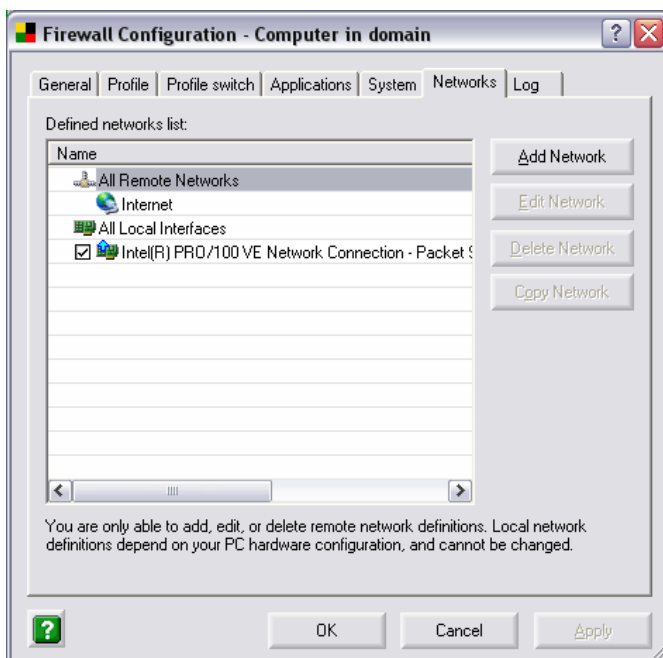 Firewall Configuration - Computer in domain
General Profile Profile switch Applications System Networks Log
Defined networks list:
Name
Add Network
All Remote Networks
Internet
Edit Network
All Local Interfaces
Intel(R) PRO/100 VE Network Connection - Packet S
Delete Network
Copy Network
You are only able to add, edit, or delete remote network definitions. Local network
definitions depend on your PC hardware configuration, and cannot be changed.
OK Cancel Apply